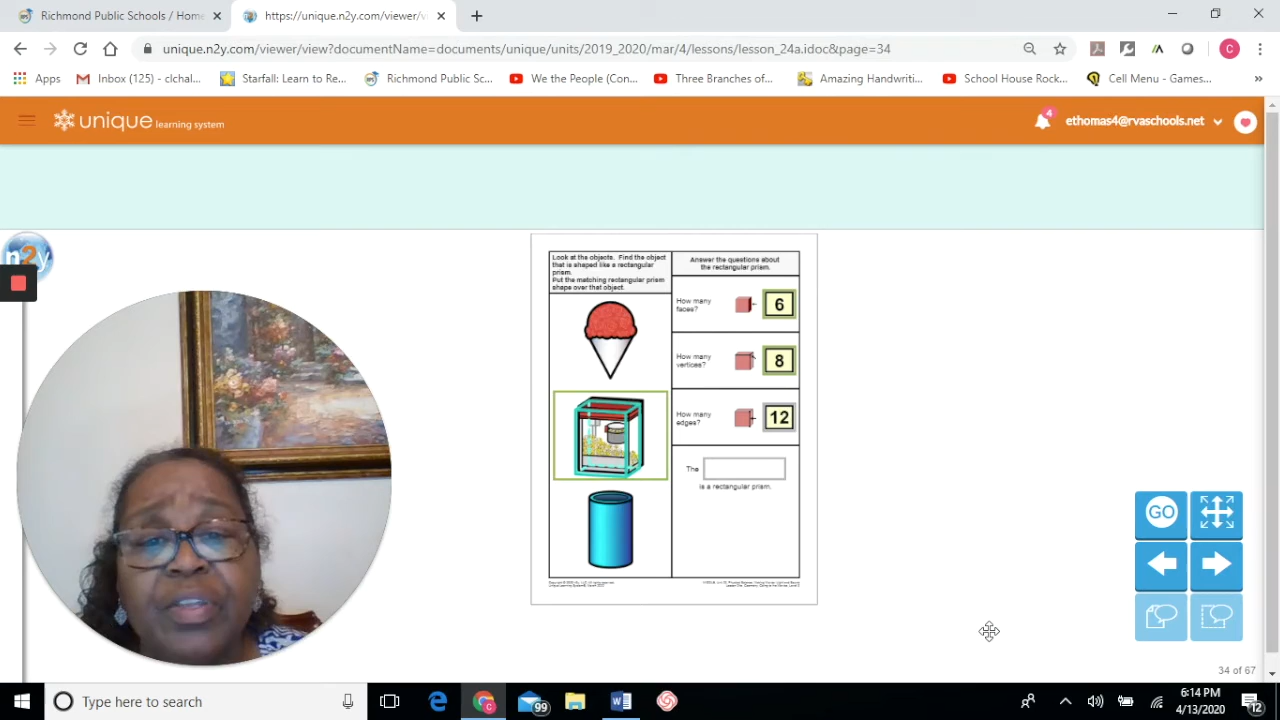 Richmond Public Schools / Home
https://unique.n2y.com/viewer/v
unique.n2y.com/viewer/view?documentName=documents/unique/units/2019_2020/mar/4/lessons/lesson_24a.idoc&page=34
C
Apps
Inbox (125) - clchal...
Starfall: Learn to Re...
Richmond Public Sc...
We the People (Con...
Three Branches of...
Amazing Handwriti...
School House Rock...
Cell Menu - Games...
»
unique learning system
4
ethomas4@rvaschools.net
n2y
Look at the objects. Find the object
that is shaped like a rectangular
prism.
Put the matching rectangular prism
shape over that object.
Answer the questions about
the rectangular prism.
How many
faces?
6
How many
vertices?
8
How many
edges?
12
The
is a rectangular prism.
GO
34 of 67
Type here to search
99
6:14 PM
4/13/2020
12